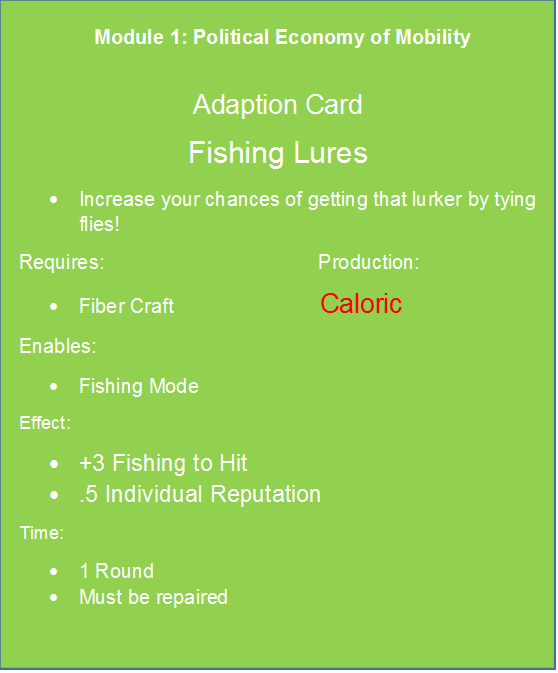 Module 1: Political Economy of Mobility
Adaption Card
Fishing Lures
• Increase your chances of getting that lurker by tying
flies!
Requires:
Production:
• Fiber Craft
Caloric
Enables:
• Fishing Mode
Effect:
• +3 Fishing to Hit
• .5 Individual Reputation
Time:
• 1 Round
• Must be repaired